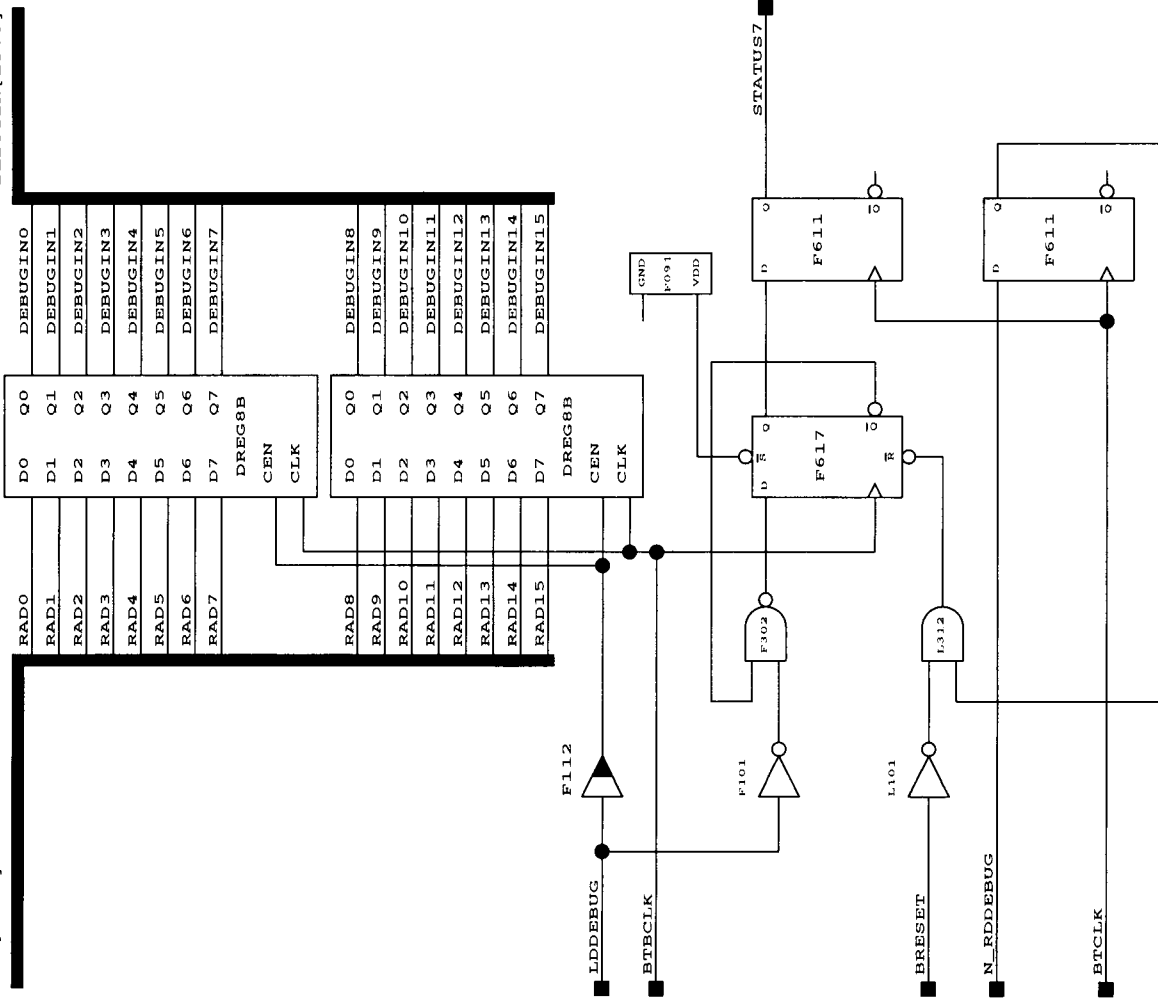 STATUS7
DEBUGIN0
DEBUGIN1
DEBUGIN2
DEBUGIN3
DEBUGIN4
DEBUGIN5
DEBUGIN6
DEBUGIN7
DEBUGIN8
DEBUGIN9
DEBUGIN10
DEBUGIN11
DEBUGIN12
DEBUGIN13
DEBUGIN14
DEBUGIN15
D0 Q0
D1 Q1
D2 Q2
D3 Q3
D4 Q4
D5 Q5
D6 Q6
D7 Q7
DREG8B
CEN
CLK
D0 Q0
D1 Q1
D2 Q2
D3 Q3
D4 Q4
D5 Q5
D6 Q6
D7 Q7
DREG8B
CEN
CLK
GND
F091
VDD
D Q
F611
Q
D Q
F611
Q
S
D Q
F617
R
Q
RAD0
RAD1
RAD2
RAD3
RAD4
RAD5
RAD6
RAD7
RAD8
RAD9
RAD10
RAD11
RAD12
RAD13
RAD14
RAD15
F302
L312
F112
F101
L101
LDDEBUG
BTBCLK
BRESET
N_RDDEBUG
BTCLK